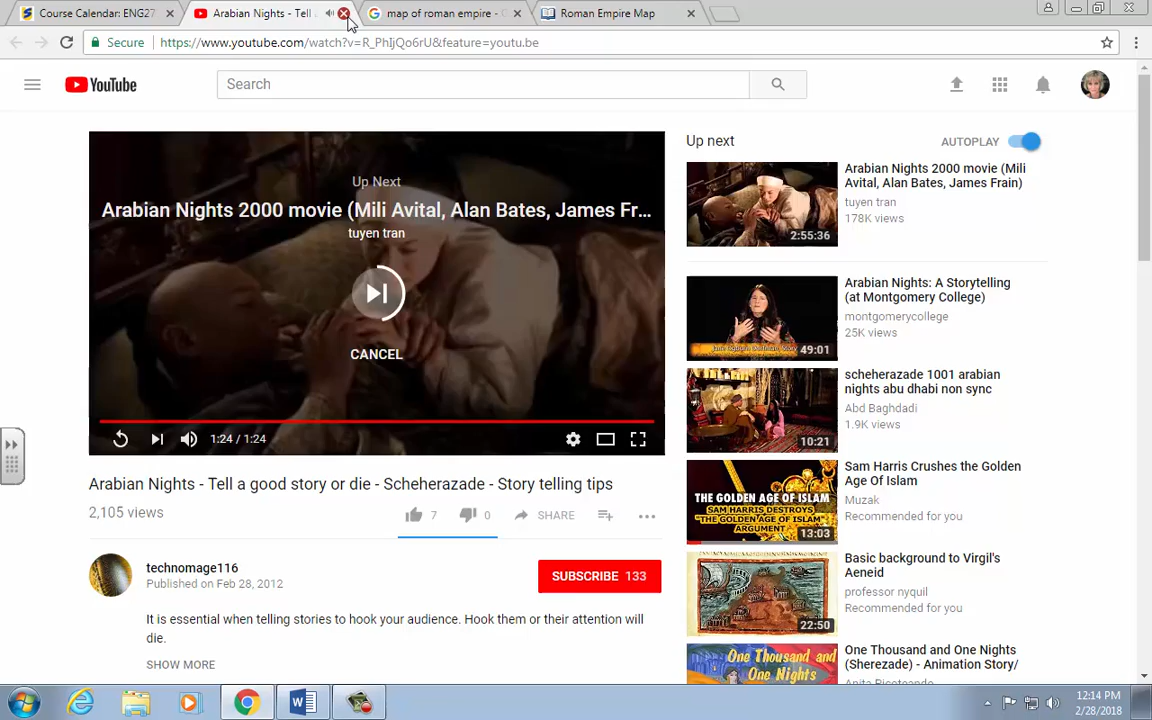 Course Calendar: ENG27
Arabian Nights - Tell
map of roman empire - G
Roman Empire Map
Secure
https://www.youtube.com/watch?v=R_PhIjQo6rU&feature=youtu.be
YouTube
Search
Up Next
Arabian Nights 2000 movie (Mili Avital, Alan Bates, James Fr...
tuyen tran
CANCEL
1:24 / 1:24
Arabian Nights - Tell a good story or die - Scheherazade - Story telling tips
2,105 views
7
0
SHARE
technomage116
Published on Feb 28, 2012
SUBSCRIBE 133
It is essential when telling stories to hook your audience. Hook them or their attention will
die.
SHOW MORE
Up next
AUTOPLAY
2:55:36
Arabian Nights 2000 movie (Mili
Avital, Alan Bates, James Frain)
tuyen tran
178K views
49:01
Arabian Nights: A Storytelling
(at Montgomery College)
montgomerycollege
25K views
10:21
scheherazade 1001 arabian
nights abu dhabi non sync
Abd Baghdadi
1.9K views
THE GOLDEN AGE OF ISLAM
SAM HARRIS DESTROYS
"THE GOLDEN AGE OF ISLAM"
ARGUMENT
13:03
Sam Harris Crushes the Golden
Age Of Islam
Muzak
Recommended for you
22:50
Basic background to Virgil's
Aeneid
professor nyquil
Recommended for you
One Thousand and
One Nights
One Thousand and One Nights
(Sherezade) - Animation Story/
12:14 PM
2/28/2018